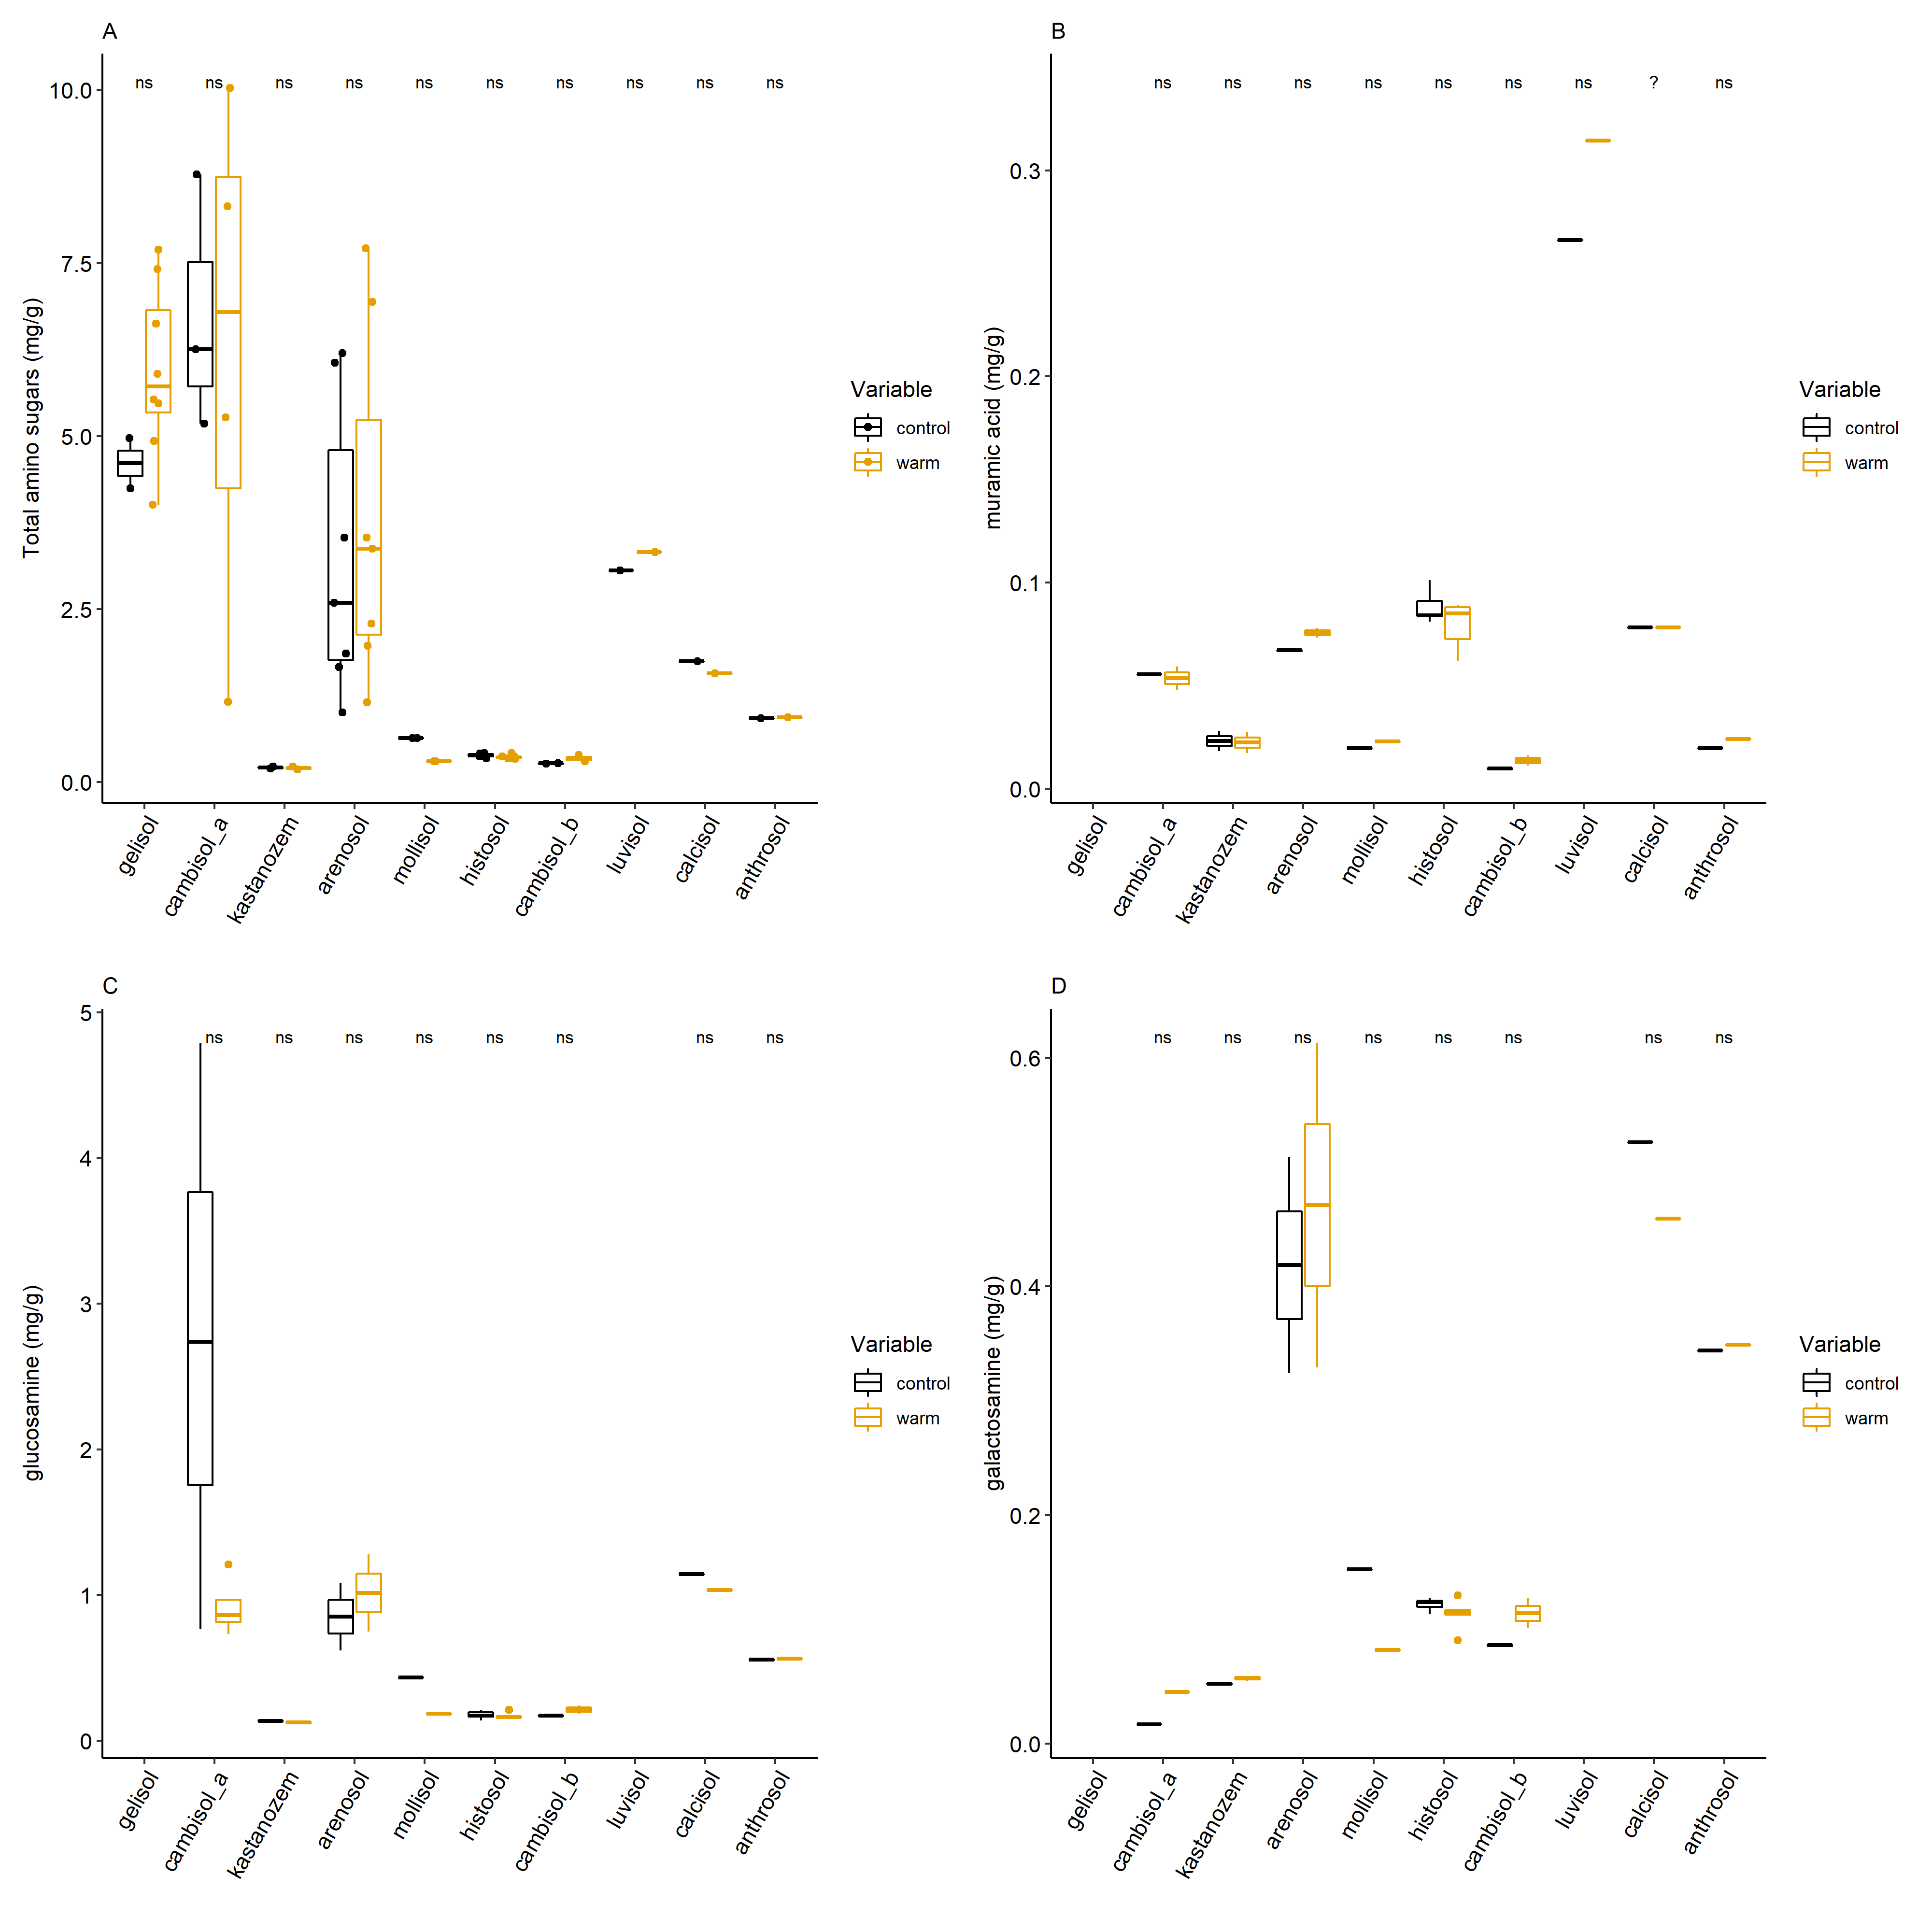 A
ns ns ns ns ns ns ns ns ns ns
10.0
7.5
5.0
2.5
0.0
Total amino sugars (mg/g)
gelisol cambisol_a kastanozem arenosol mollisol histosol cambisol_b luvisol calcisol anthrosol
Variable
control
warm
B
ns ns ns ns ns ns ns ? ns
0.3
0.2
0.1
0.0
muramic acid (mg/g)
gelisol cambisol_a kastanozem arenosol mollisol histosol cambisol_b luvisol calcisol anthrosol
Variable
control
warm
C
5
ns ns ns ns ns ns ns ns
4
3
2
1
0
glucosamine (mg/g)
gelisol cambisol_a kastanozem arenosol mollisol histosol cambisol_b luvisol calcisol anthrosol
Variable
control
warm
D
ns ns ns ns ns ns ns ns
0.6
0.4
0.2
0.0
galactosamine (mg/g)
gelisol cambisol_a kastanozem arenosol mollisol histosol cambisol_b luvisol calcisol anthrosol
Variable
control
warm